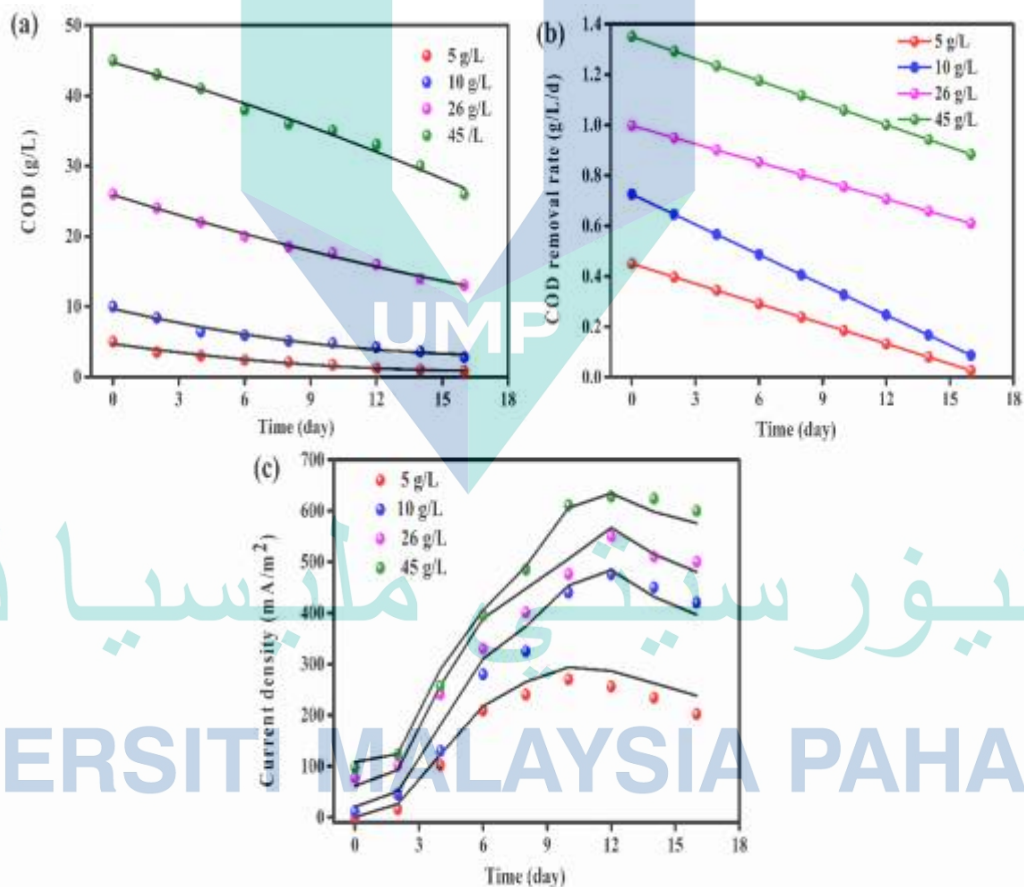 (a)
50
40
30
20
10
0
COD (g/L)
5 g/L
10 g/L
26 g/L
45 /L
0 3 6 9 12 15 18
Time (day)
(b)
1.4
1.2
1.0
0.8
0.6
0.4
0.2
0.0
COD removal rate (g/L/d)
5 g/L
10 g/L
26 g/L
45 g/L
0 3 6 9 12 15 18
Time (day)
UMP
(c)
700
600
500
400
300
200
100
0
Current density (mA/m²)
5 g/L
10 g/L
26 g/L
45 g/L
0 3 6 9 12 15 18
Time (day)
يۏرسيتي مليسيا
ERSITI MALAYSIA PAHA